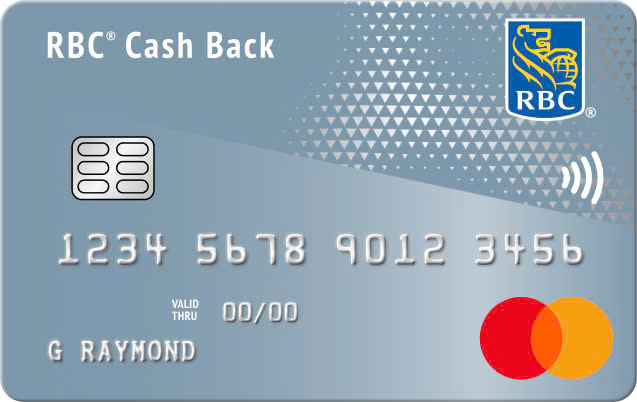 RBC® Cash Back
RBC®
1234 5678 9012 3456
VALID
THRU
00/00
G RAYMOND